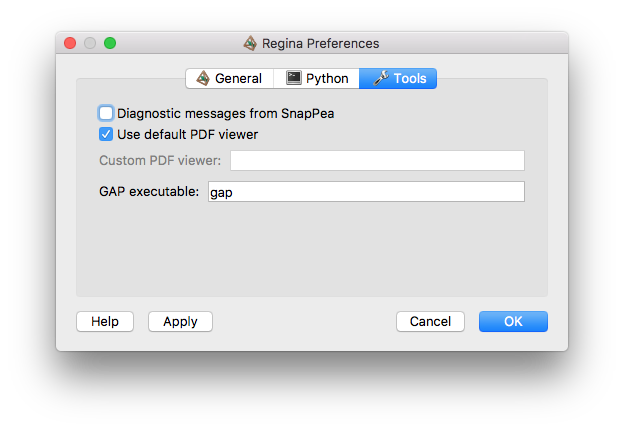 Regina Preferences
General Python Tools
Diagnostic messages from SnapPea
Use default PDF viewer
Custom PDF viewer:
GAP executable: gap
Help Apply Cancel OK